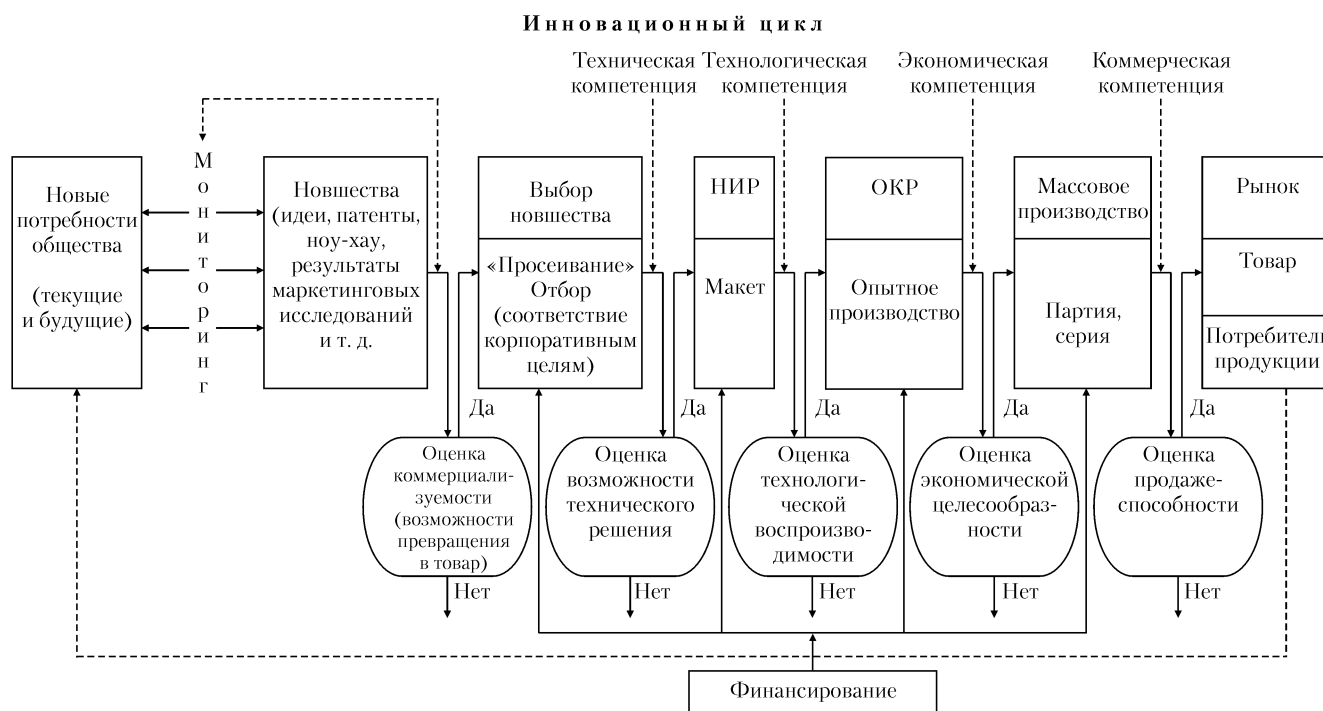 Инновационный цикл
Техническая
компетенция
Технологическая
компетенция
Экономическая
компетенция
Коммерческая
компетенция
Новые
потребности
общества
(текущие
и будущие)
Мониторинг
Новшества
(идеи, патенты,
ноу-хау,
результаты
маркетинговых
исследований
и т. д.
Выбор
новшества
«Просеивание»
Отбор
(соответствие
корпоративным
целям)
НИР
Макет
ОКР
Опытное
производство
Массовое
производство
Партия,
серия
Рынок
Товар
Потребитель
продукции
Да
Да
Да
Да
Да
Оценка
коммерциали-
зуемости
(возможности
превращения
в товар)
Оценка
возможности
технического
решения
Оценка
технологи-
ческой
воспроизво-
димости
Оценка
экономической
целесообраз-
ности
Оценка
продаже-
способности
Нет
Нет
Нет
Нет
Нет
Финансирование